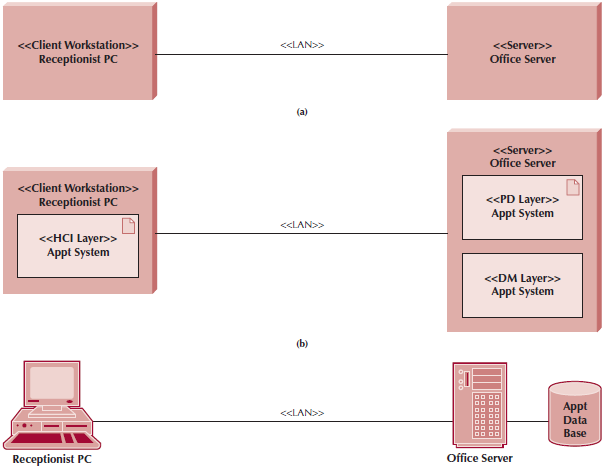 <<Client Workstation>>
Receptionist PC
<<LAN>>
<<Server>>
Office Server
(a)
<<Server>>
Office Server
<<Client Workstation>>
Receptionist PC
<<PD Layer>>
Appt System
<<LAN>>
<<HCI Layer>>
Appt System
<<DM Layer>>
Appt System
(b)
<<LAN>>
Appt
Data
Base
Receptionist PC
Office Server